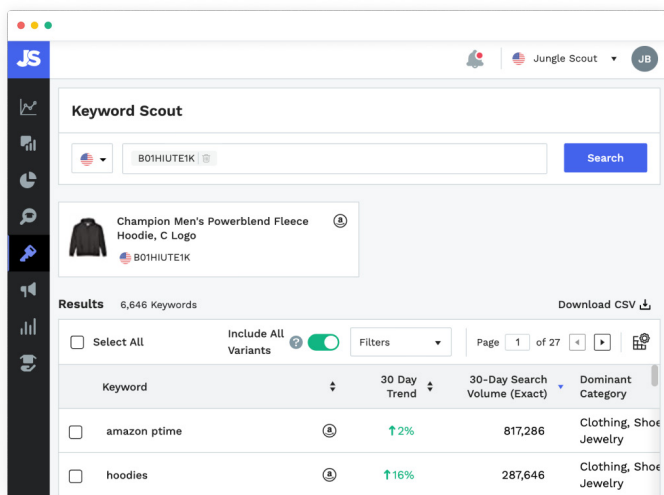 JS
Jungle Scout
JB
Keyword Scout
B01HIUTE1K
Search
Champion Men's Powerblend Fleece
Hoodie, C Logo
a
B01HIUTE1K
Results 6,646 Keywords
Download CSV
Select All
Include All
Variants
?
Filters
Page 1 of 27
Keyword
30 Day
Trend
30-Day Search
Volume (Exact)
Dominant
Category
amazon ptime
a
2%
817,286
Clothing, Shoe
Jewelry
hoodies
a
16%
287,646
Clothing, Shoe
Jewelry